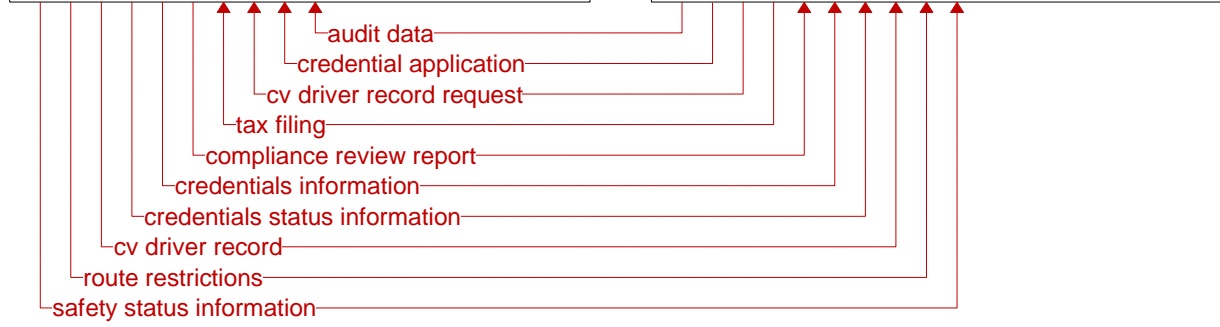 audit data
credential application
cv driver record request
tax filing
compliance review report
credentials information
credentials status information
cv driver record
route restrictions
safety status information